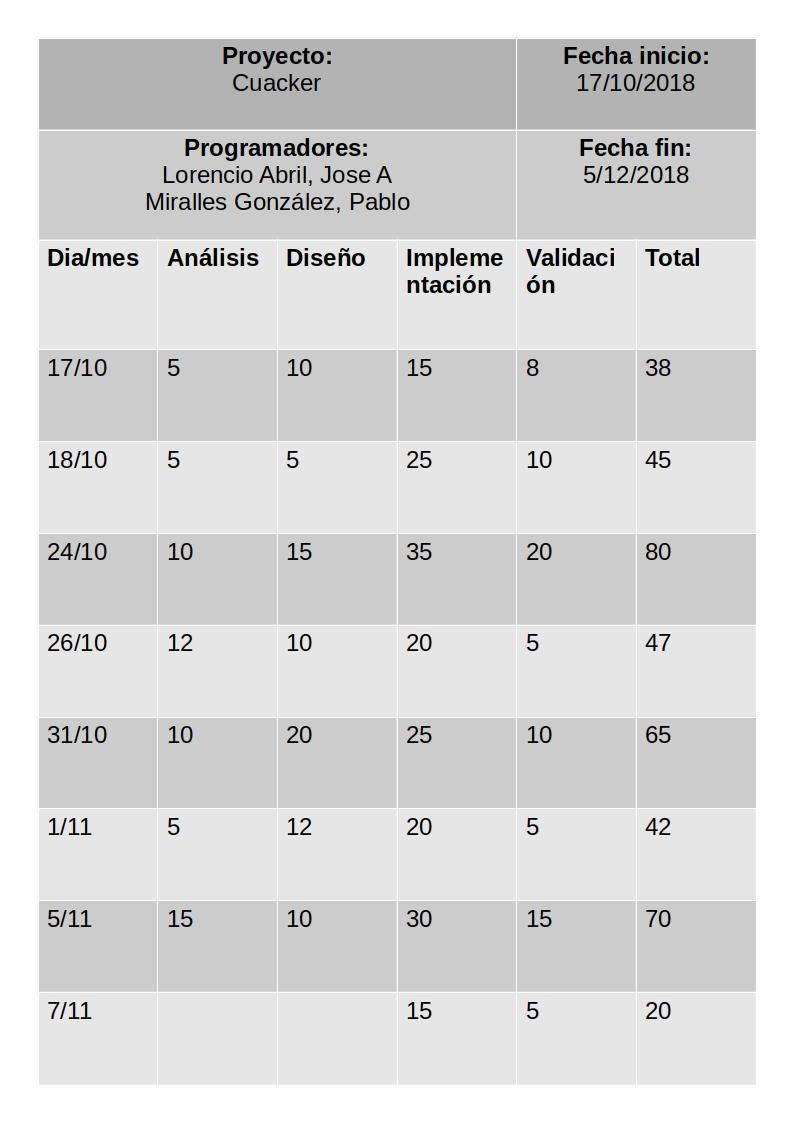 Proyecto: Fecha inicio:
Cuacker 17/10/2018
Programadores: Fecha fin:
Lorencio Abril, Jose A 5/12/2018
Miralles González, Pablo
Dia/mes Análisis Diseño Impleme Validaci Total
ntación ón
17/10 5 10 15 8 38
18/10 5 5 25 10 45
24/10 10 15 35 20 80
26/10 12 10 20 5 47
31/10 10 20 25 10 65
1/11 5 12 20 5 42
5/11 15 10 30 15 70
7/11 15 5 20